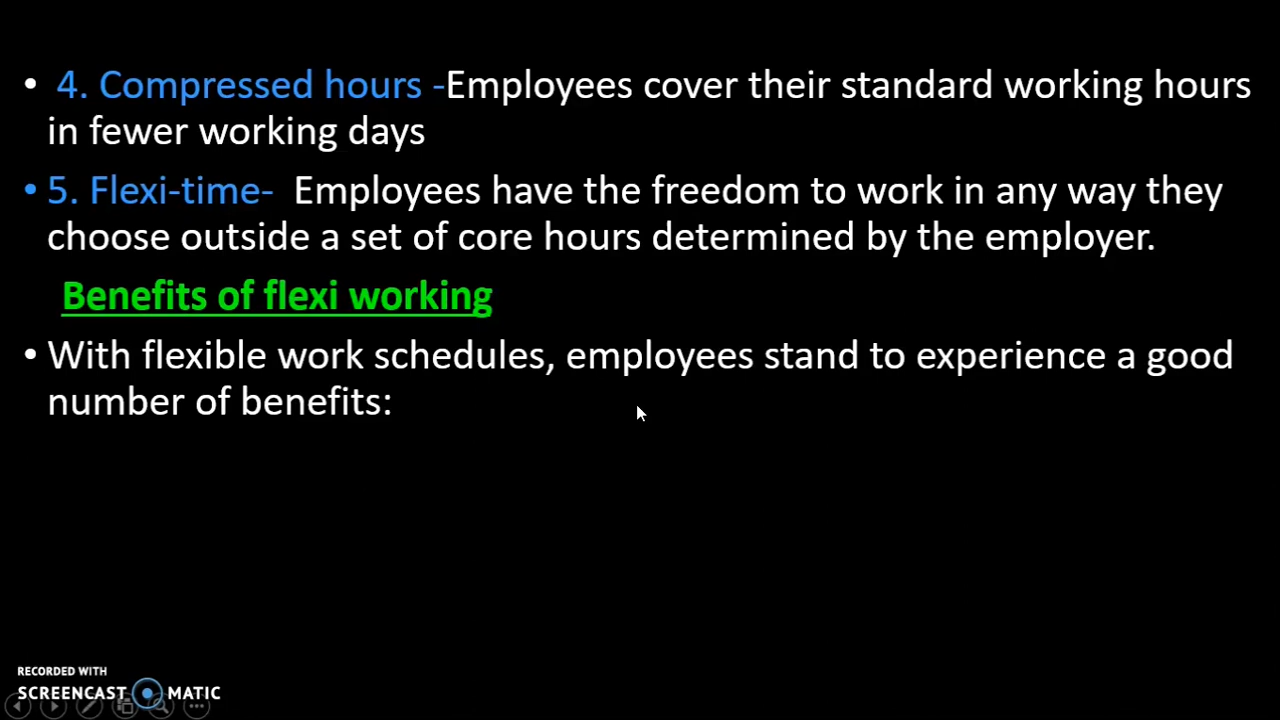 • 4. Compressed hours -Employees cover their standard working hours
in fewer working days
• 5. Flexi-time- Employees have the freedom to work in any way they
choose outside a set of core hours determined by the employer.
Benefits of flexi working
• With flexible work schedules, employees stand to experience a good
number of benefits:
RECORDED WITH
SCREENCAST MATIC